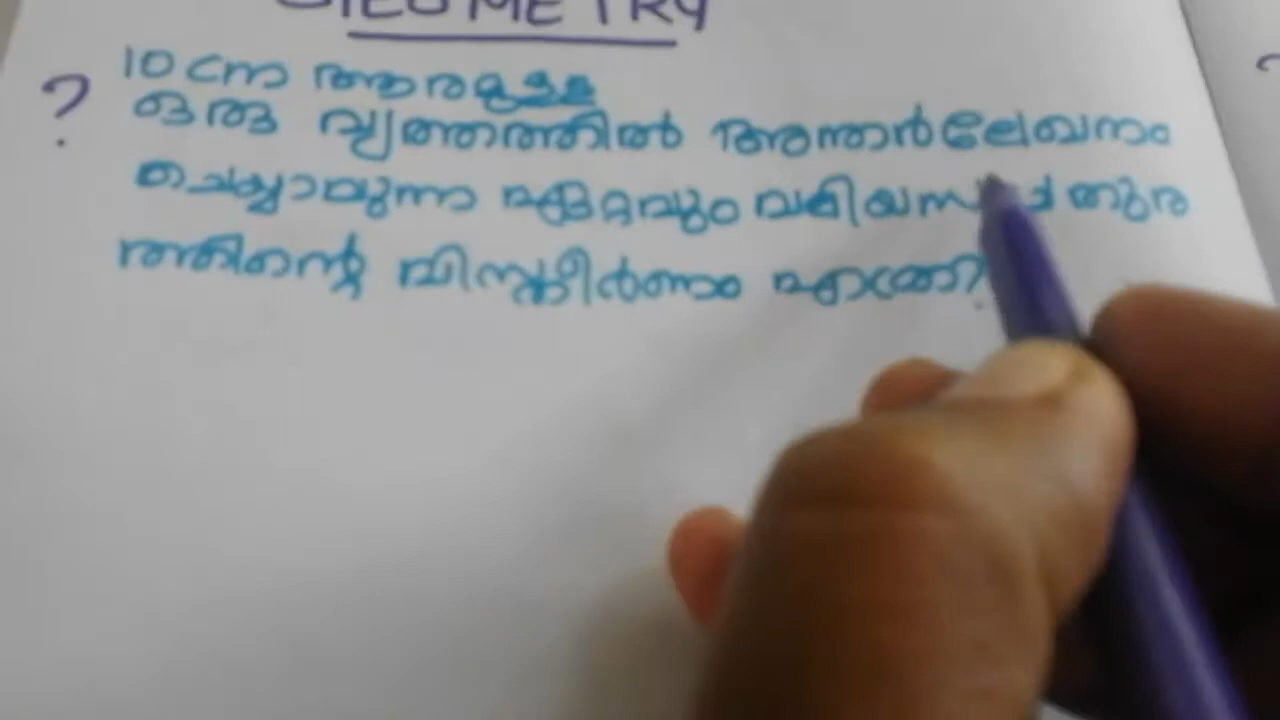 GEOMETRY
? 10 cm ആരമുള്ള
ഒരു വൃത്തത്തിൽ അന്തർലേഖനം
ചെയ്യാവുന്ന ഏറ്റവും വലിയ തുര
ത്തിന്റെ വിസ്തീർണം എത്ര?